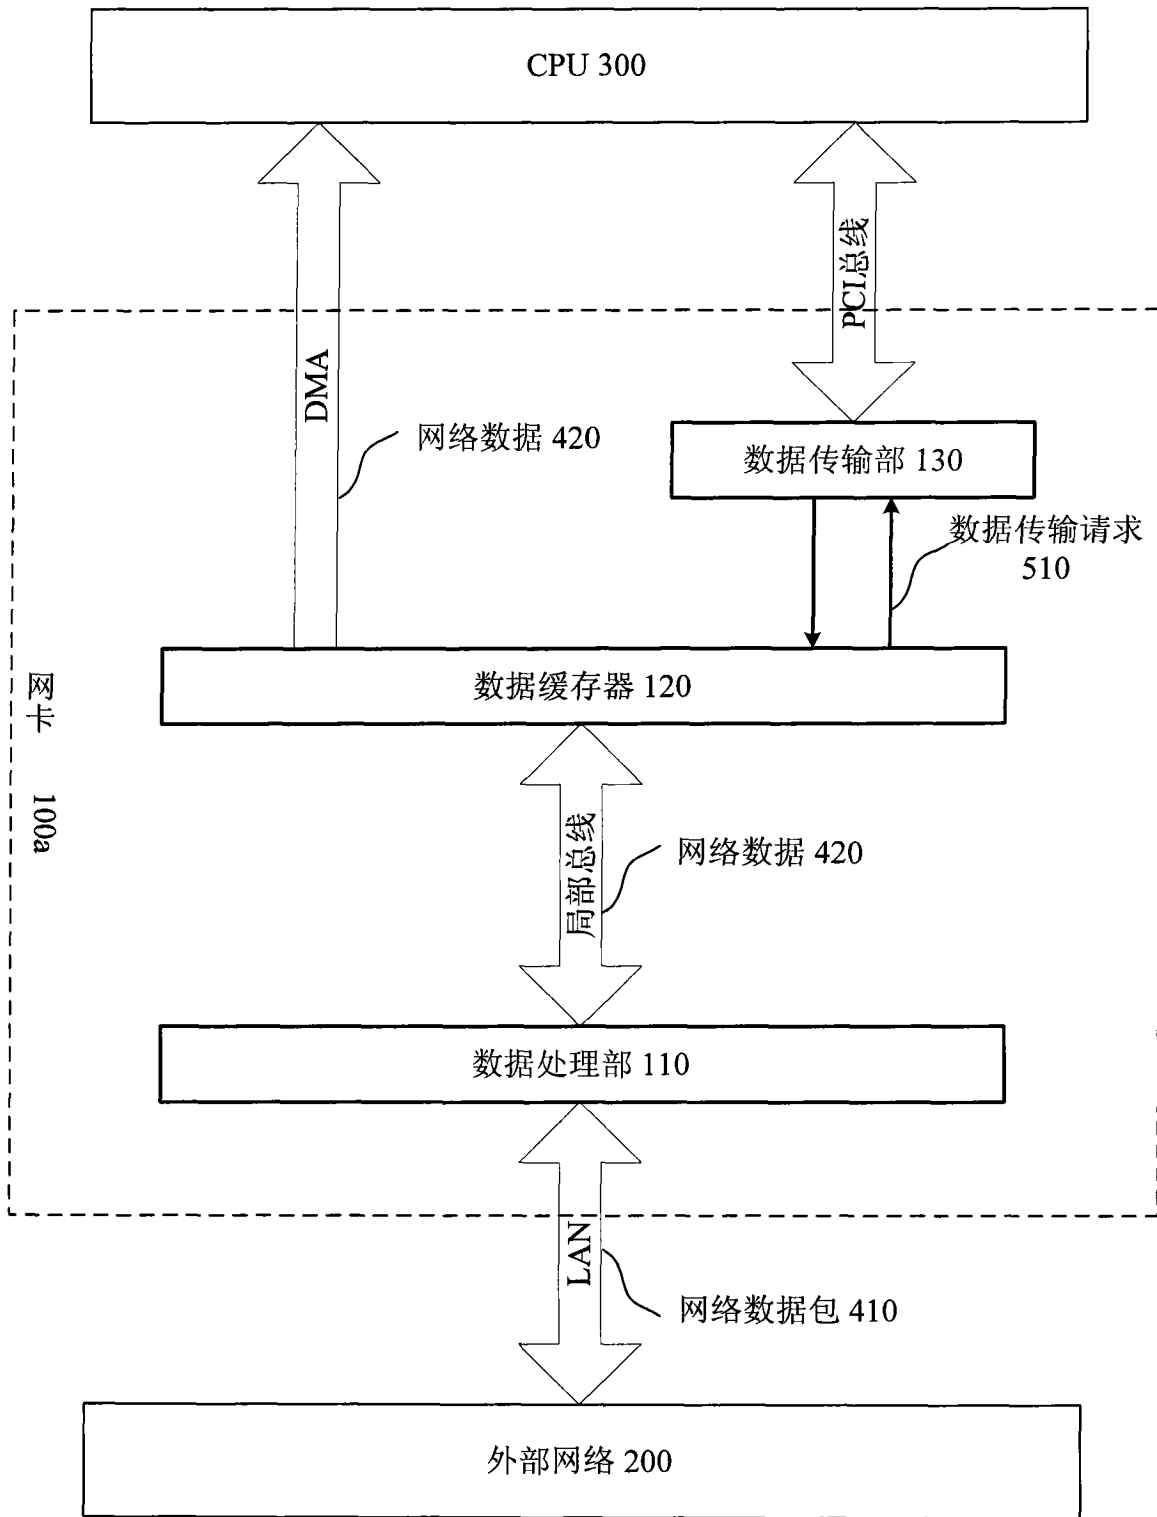 CPU 300
PCI总线
DMA
网络数据 420
数据传输部 130
数据传输请求
510
数据缓存器 120
网卡 100a
局部总线
网络数据 420
数据处理部 110
LAN
网络数据包 410
外部网络 200